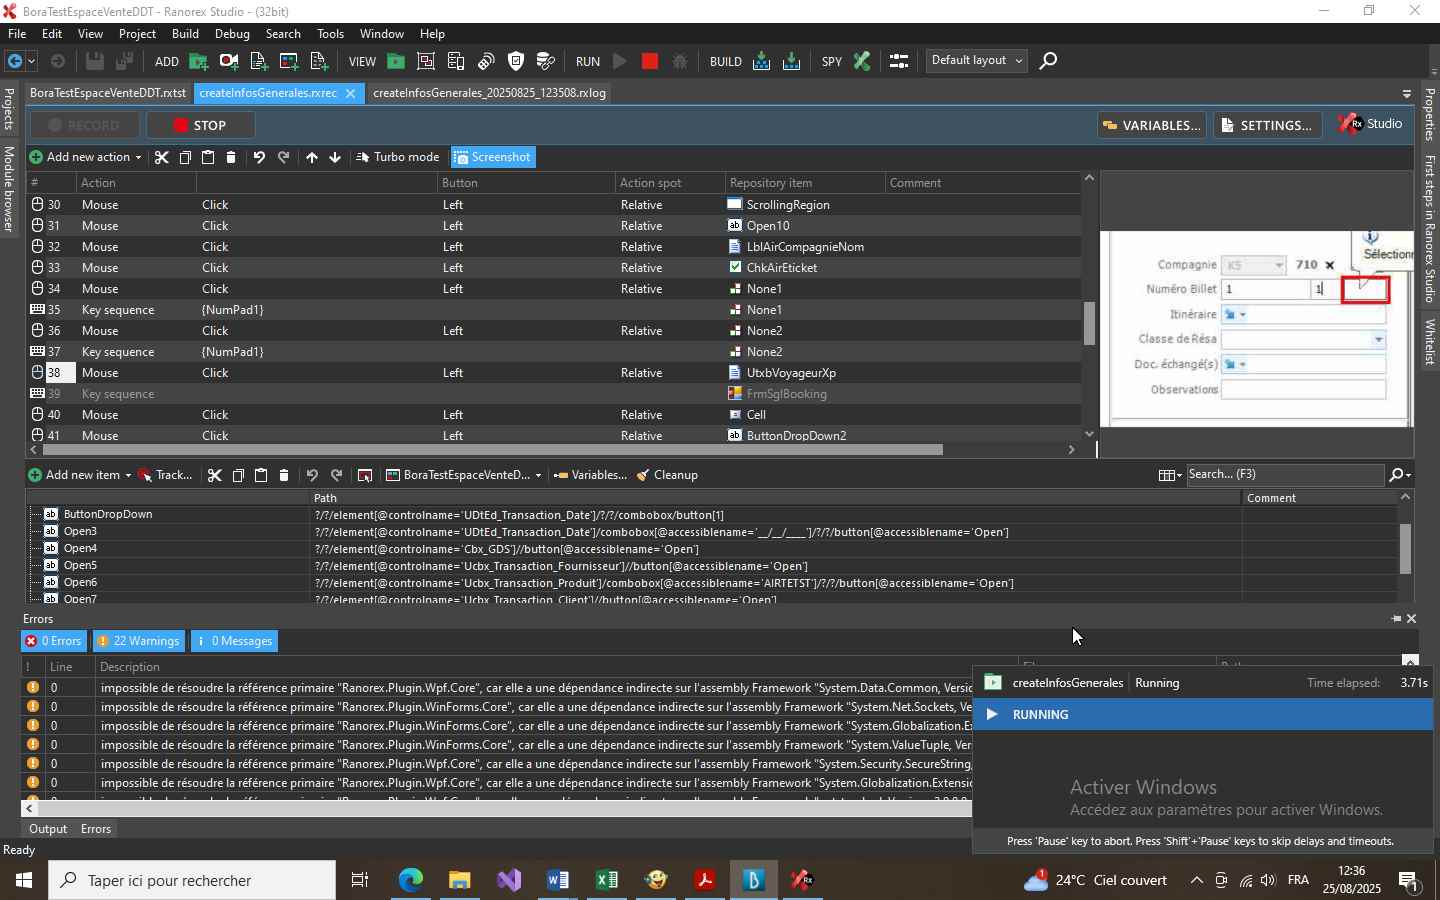 BoraTestEspaceVenteDDT - Ranorex Studio - (32bit)
File Edit View Project Build Debug Search Tools Window Help
ADD VIEW RUN BUILD SPY Default layout
BoraTestEspaceVenteDDT.rxtst createInfosGenerales.rxrec createInfosGenerales_20250825_123508.rxlog
Projects
Module browser
Properties
First steps in Ranorex Studio
Whitelist
RECORD STOP VARIABLES... SETTINGS... Rx Studio
Add new action Turbo mode Screenshot
# Action Button Action spot Repository item Comment
30 Mouse Click Left Relative ScrollingRegion
31 Mouse Click Left Relative Open10
32 Mouse Click Left Relative LblAirCompagnieNom
33 Mouse Click Left Relative ChkAirEticket
34 Mouse Click Left Relative None1
35 Key sequence {NumPad1} None1
36 Mouse Click Left Relative None2
37 Key sequence {NumPad1} None2
38 Mouse Click Left Relative UtxbVoyageurXp
39 Key sequence FrmSglBooking
40 Mouse Click Left Relative Cell
41 Mouse Click Left Relative ButtonDropDown2
Sélectionn
Compagnie K5 710 x
Numéro Billet 1 1
Itinéraire
Classe de Résa
Doc. échangé(s)
Observations
Add new item Track... BoraTestEspaceVenteD... Variables... Cleanup Search... (F3)
Path Comment
ButtonDropDown ?/?/element[@controlname='UDtEd_Transaction_Date']/?/?/combobox/button[1]
Open3 ?/?/element[@controlname='UDtEd_Transaction_Date']/combobox[@accessiblename='__/__/____']/?/?/button[@accessiblename='Open']
Open4 ?/?/element[@controlname='Cbx_GDS']//button[@accessiblename='Open']
Open5 ?/?/element[@controlname='Ucbx_Transaction_Fournisseur']//button[@accessiblename='Open']
Open6 ?/?/element[@controlname='Ucbx_Transaction_Produit']/combobox[@accessiblename='AIRTETST']/?/?/button[@accessiblename='Open']
Open7 ?/?/element[@controlname='Ucbx_Transaction_Client']//button[@accessiblename='Open']
Errors
0 Errors 22 Warnings 0 Messages
! Line Description
0 impossible de résoudre la référence primaire "Ranorex.Plugin.Wpf.Core", car elle a une dépendance indirecte sur l'assembly Framework "System.Data.Common, Versio
0 impossible de résoudre la référence primaire "Ranorex.Plugin.WinForms.Core", car elle a une dépendance indirecte sur l'assembly Framework "System.Net.Sockets, Ve
0 impossible de résoudre la référence primaire "Ranorex.Plugin.WinForms.Core", car elle a une dépendance indirecte sur l'assembly Framework "System.Globalization.Ex
0 impossible de résoudre la référence primaire "Ranorex.Plugin.WinForms.Core", car elle a une dépendance indirecte sur l'assembly Framework "System.ValueTuple, Ver
0 impossible de résoudre la référence primaire "Ranorex.Plugin.Wpf.Core", car elle a une dépendance indirecte sur l'assembly Framework "System.Security.SecureString,
0 impossible de résoudre la référence primaire "Ranorex.Plugin.Wpf.Core", car elle a une dépendance indirecte sur l'assembly Framework "System.Globalization.Extensio
createInfosGenerales Running Time elapsed: 3.71s
RUNNING
Activer Windows
Accédez aux paramètres pour activer Windows.
Press 'Pause' key to abort. Press 'Shift'+'Pause' keys to skip delays and timeouts.
Output Errors
Ready
Taper ici pour rechercher
1 24°C Ciel couvert FRA 12:36
25/08/2025 1